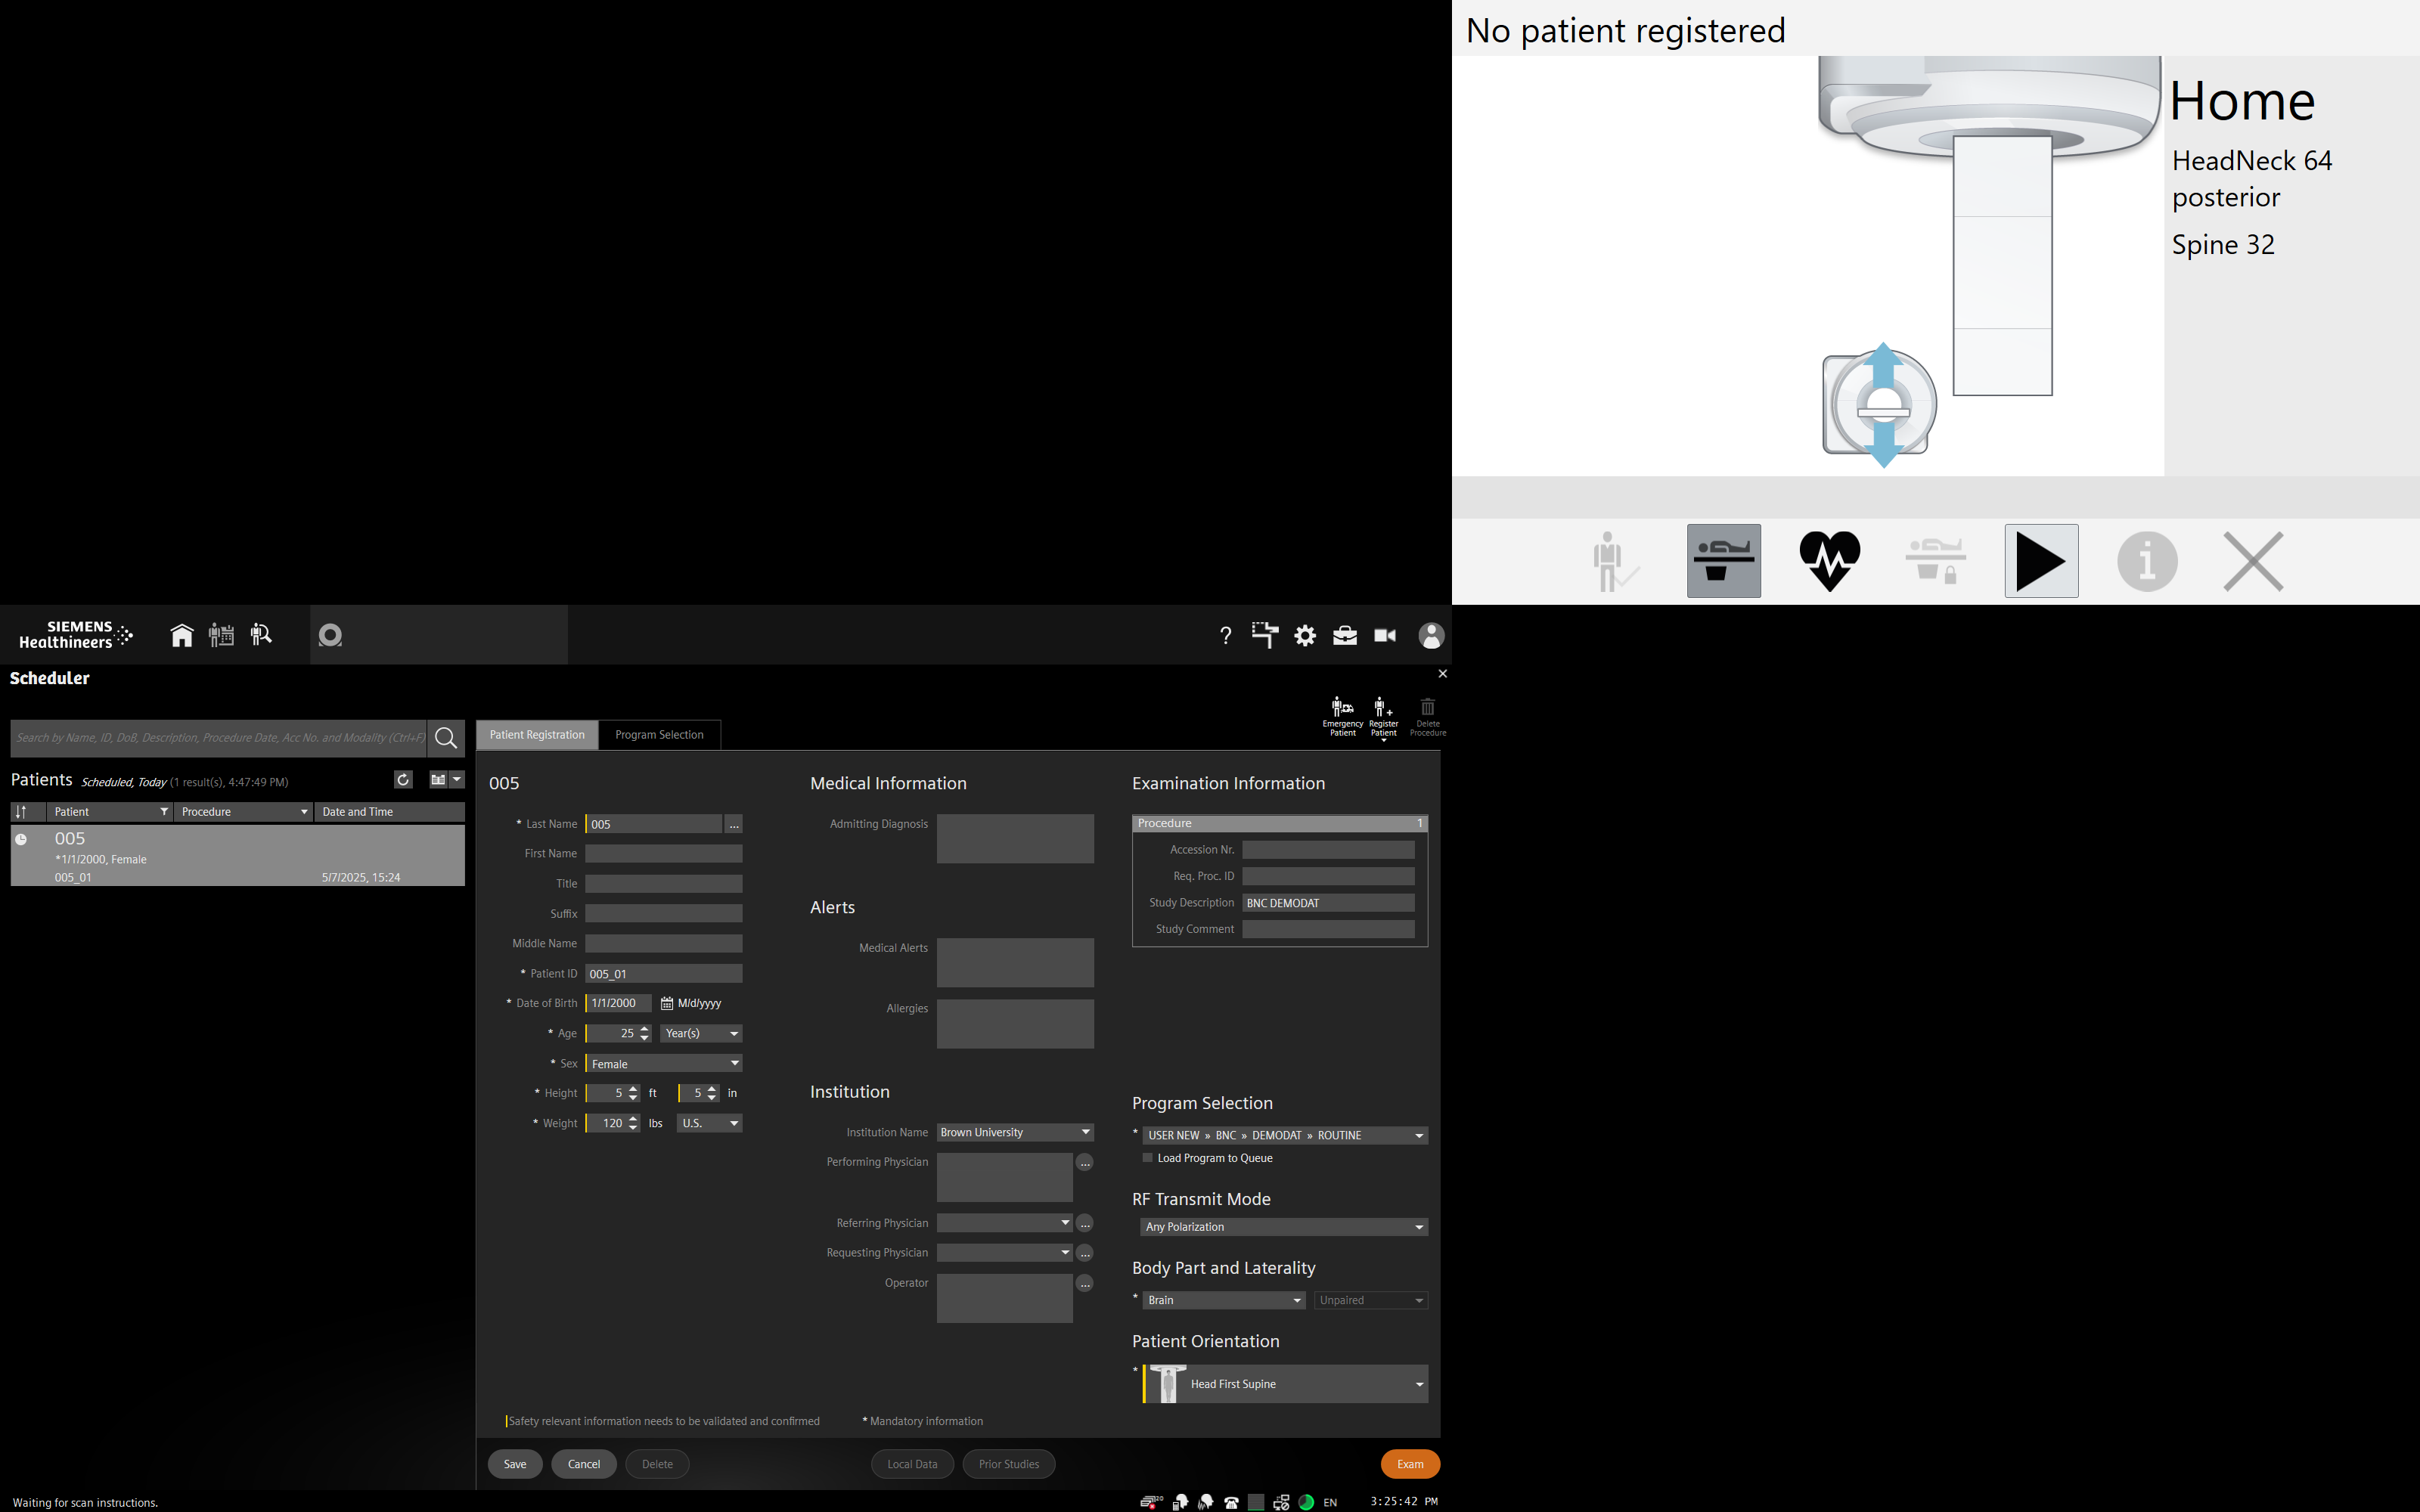 No patient registered
Home
HeadNeck 64
posterior
Spine 32
SIEMENS
Healthineers
?
Scheduler
Emergency Patient
Register Patient
Delete Procedure
Search by Name, ID, DoB, Description, Procedure Date, Acc No. and Modality (Ctrl+F)
Patient Registration
Program Selection
Patients Scheduled, Today (1 result(s), 4:47:49 PM)
Patient Procedure Date and Time
005
*1/1/2000, Female
005_01 5/7/2025, 15:24
005
* Last Name 005 ...
First Name
Title
Suffix
Middle Name
* Patient ID 005_01
* Date of Birth 1/1/2000 M/d/yyyy
* Age 25 Year(s)
* Sex Female
* Height 5 ft 5 in
* Weight 120 lbs U.S.
Medical Information
Admitting Diagnosis
Alerts
Medical Alerts
Allergies
Institution
Institution Name Brown University
Performing Physician ...
Referring Physician ...
Requesting Physician ...
Operator ...
Examination Information
Procedure 1
Accession Nr.
Req. Proc. ID
Study Description BNC DEMODAT
Study Comment
Program Selection
* USER NEW » BNC » DEMODAT » ROUTINE
Load Program to Queue
RF Transmit Mode
Any Polarization
Body Part and Laterality
* Brain Unpaired
Patient Orientation
* Head First Supine
Safety relevant information needs to be validated and confirmed * Mandatory information
Save Cancel Delete Local Data Prior Studies Exam
Waiting for scan instructions. 20 EN 3:25:42 PM